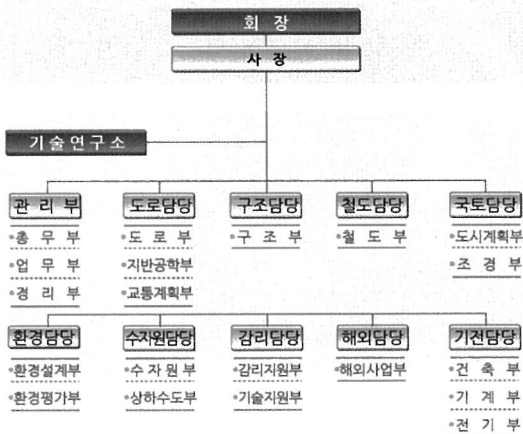 회 장
사 장
기 술 연 구 소
관 리 부 도로담당 구조담당 철도담당 국토담당
•총 무 부 •도 로 부 •구 조 부 •철 도 부 •도시계획부
•업 무 부 •지반공학부 •조 경 부
•경 리 부 •교통계획부
환경담당 수자원담당 감리담당 해외담당 기전담당
•환경설계부 •수 자 원 부 •감리지원부 •해외사업부 •건 축 부
•환경평가부 •상하수도부 •기술지원부 •기 계 부
•전 기 부